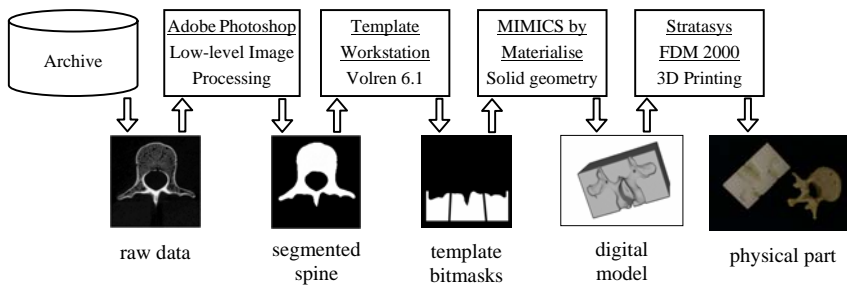 Archive
Adobe Photoshop
Low-level Image
Processing
Template
Workstation
Volren 6.1
MIMICS by
Materialise
Solid geometry
Stratasys
FDM 2000
3D Printing
raw data
segmented
spine
template
bitmasks
digital
model
physical part